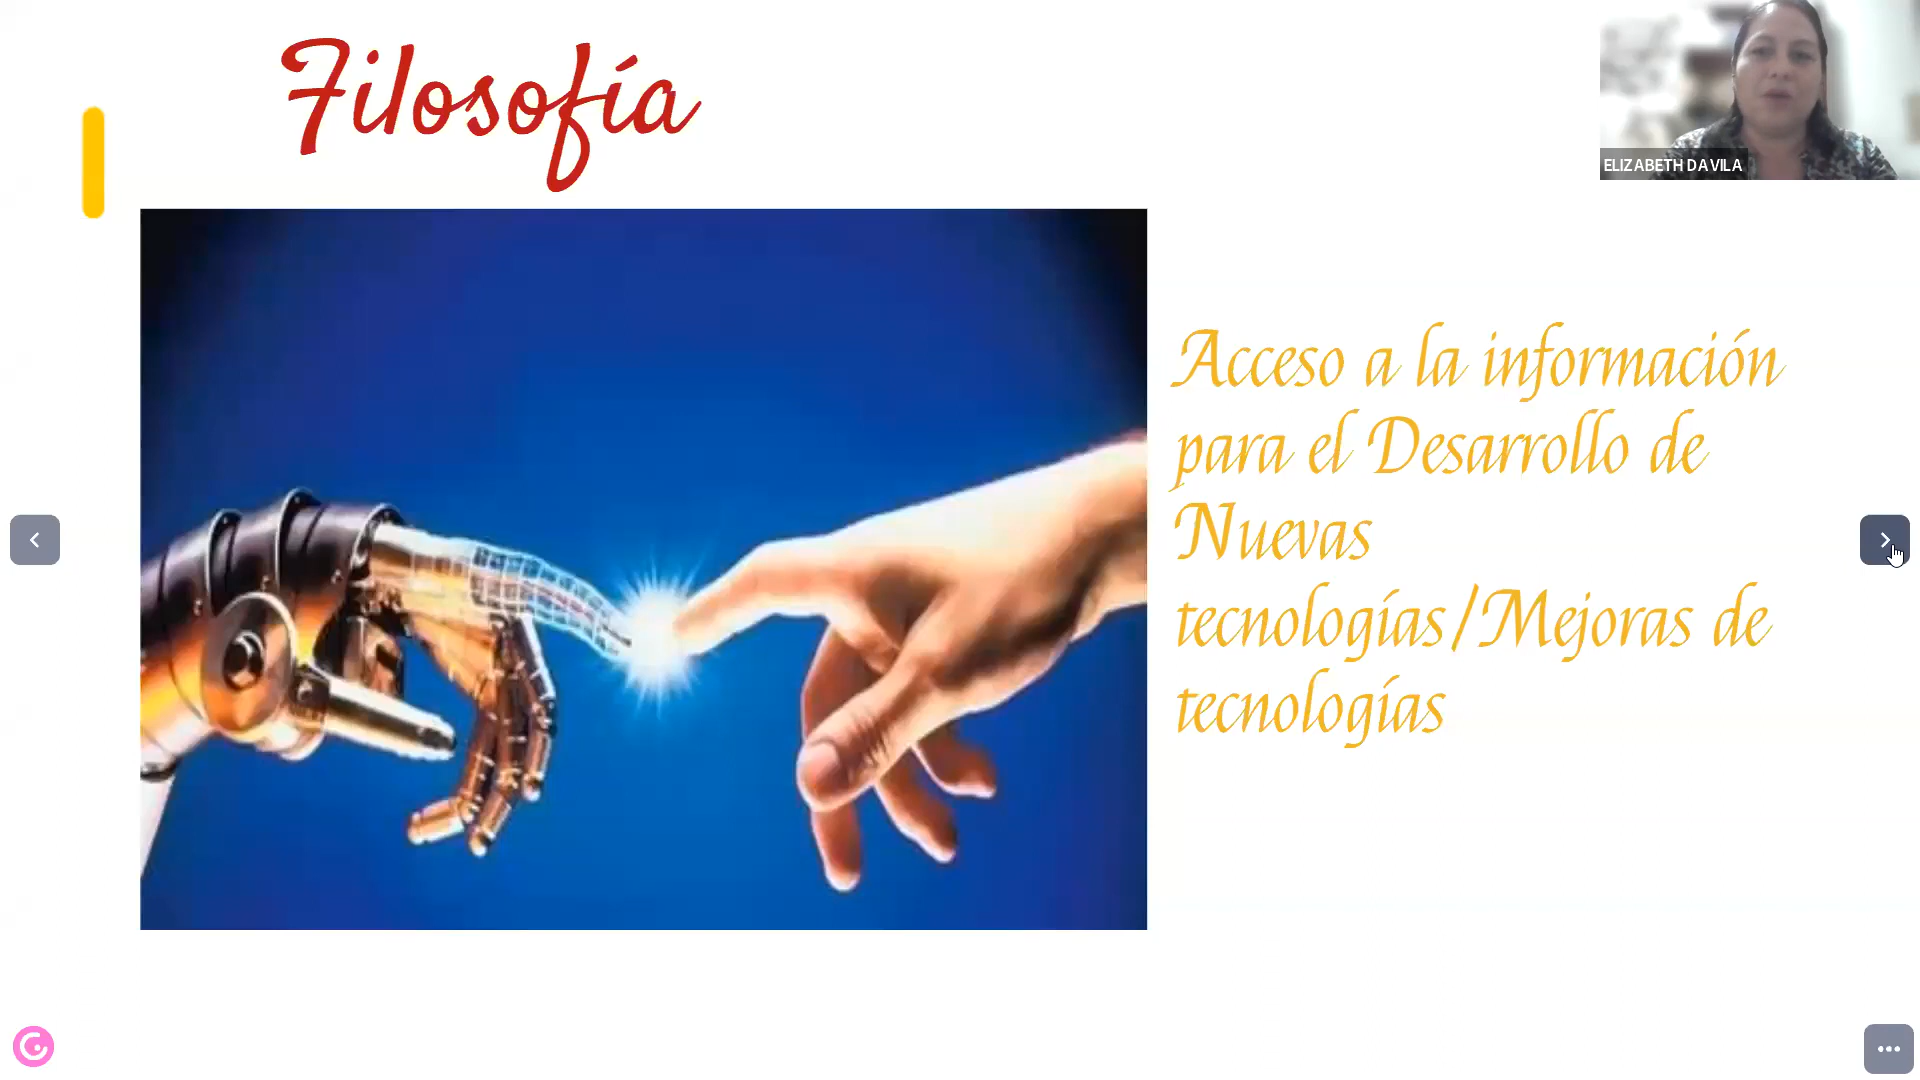 Filosofía
ELIZABETH DAVILA
Acceso a la información
para el Desarrollo de
Nuevas
tecnologías/Mejoras de
tecnologías